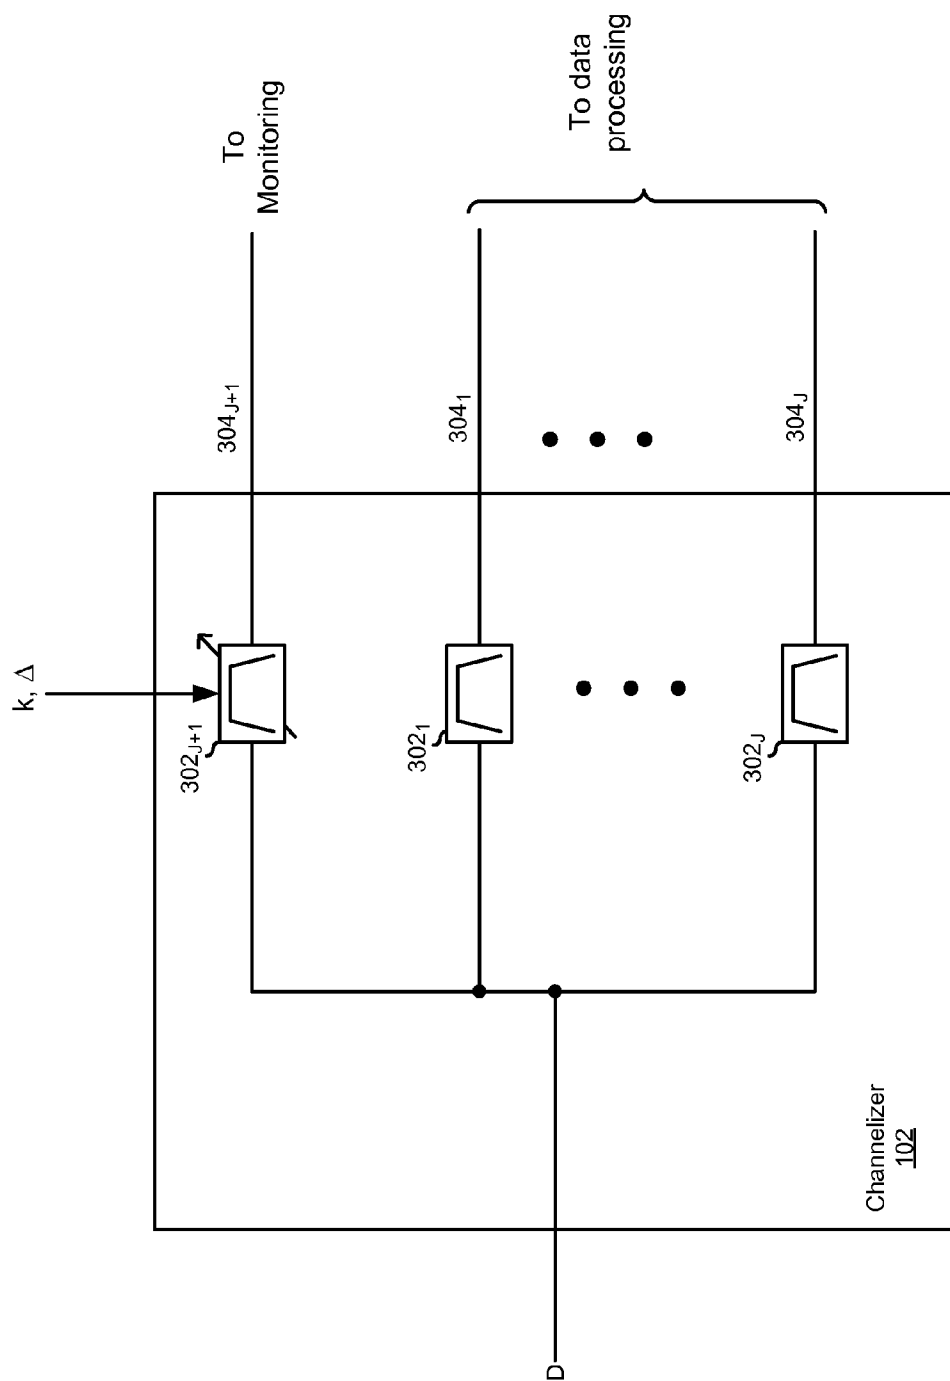 k, Δ
To
Monitoring
304J+1
302J+1
To data
processing
3041
3021
304J
302J
D
Channelizer
102